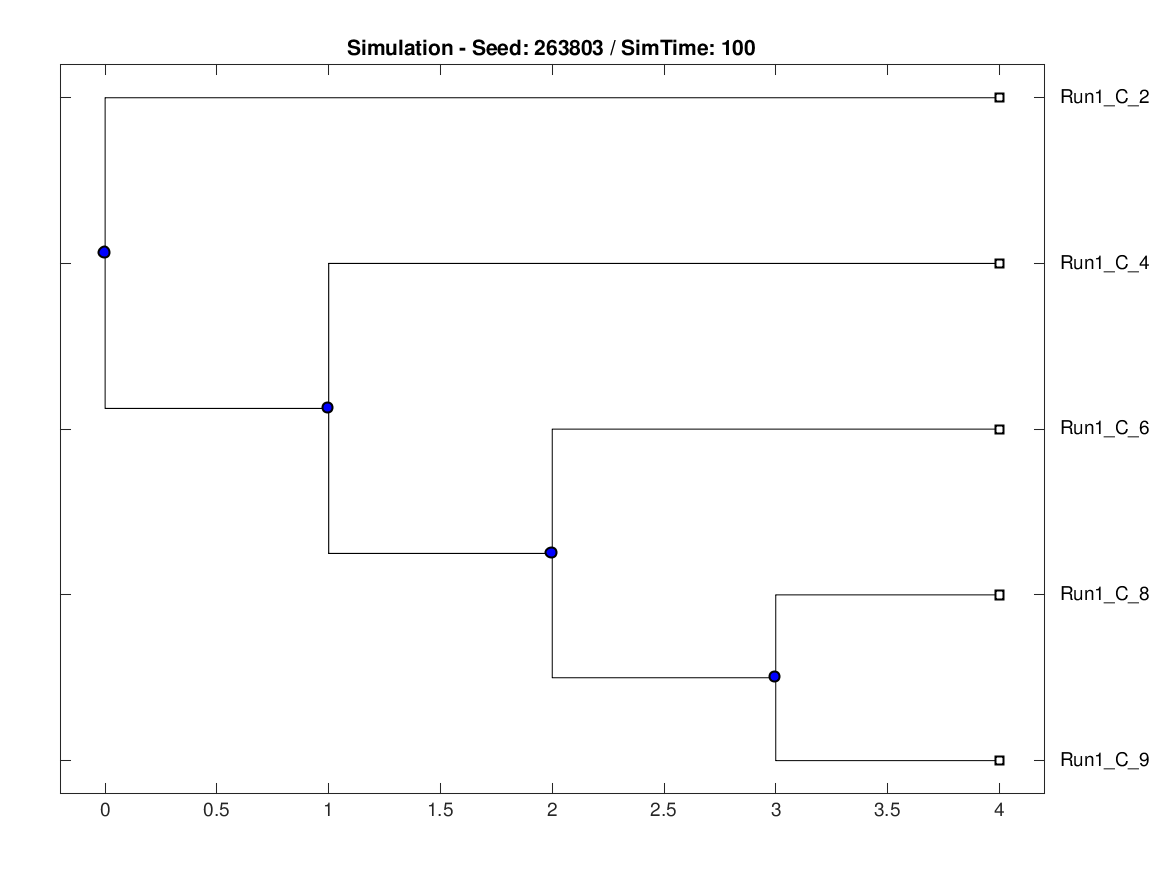 Simulation - Seed: 263803 / SimTime: 100
Run1_C_2
Run1_C_4
Run1_C_6
Run1_C_8
Run1_C_9
0 0.5 1 1.5 2 2.5 3 3.5 4